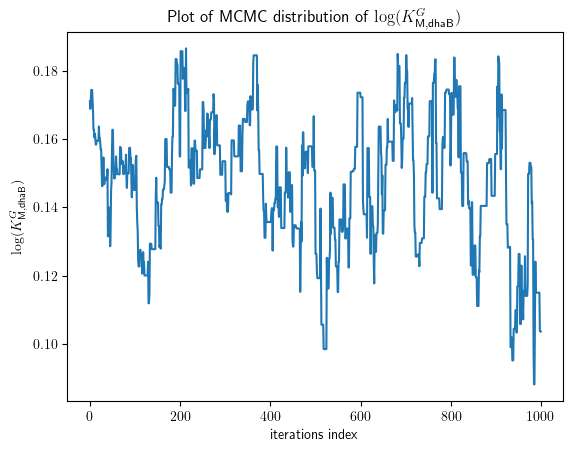 Plot of MCMC distribution of log(K^G_{M,dhaB})
log(K^G_{M,dhaB})
0.18
0.16
0.14
0.12
0.10
0 200 400 600 800 1000
iterations index